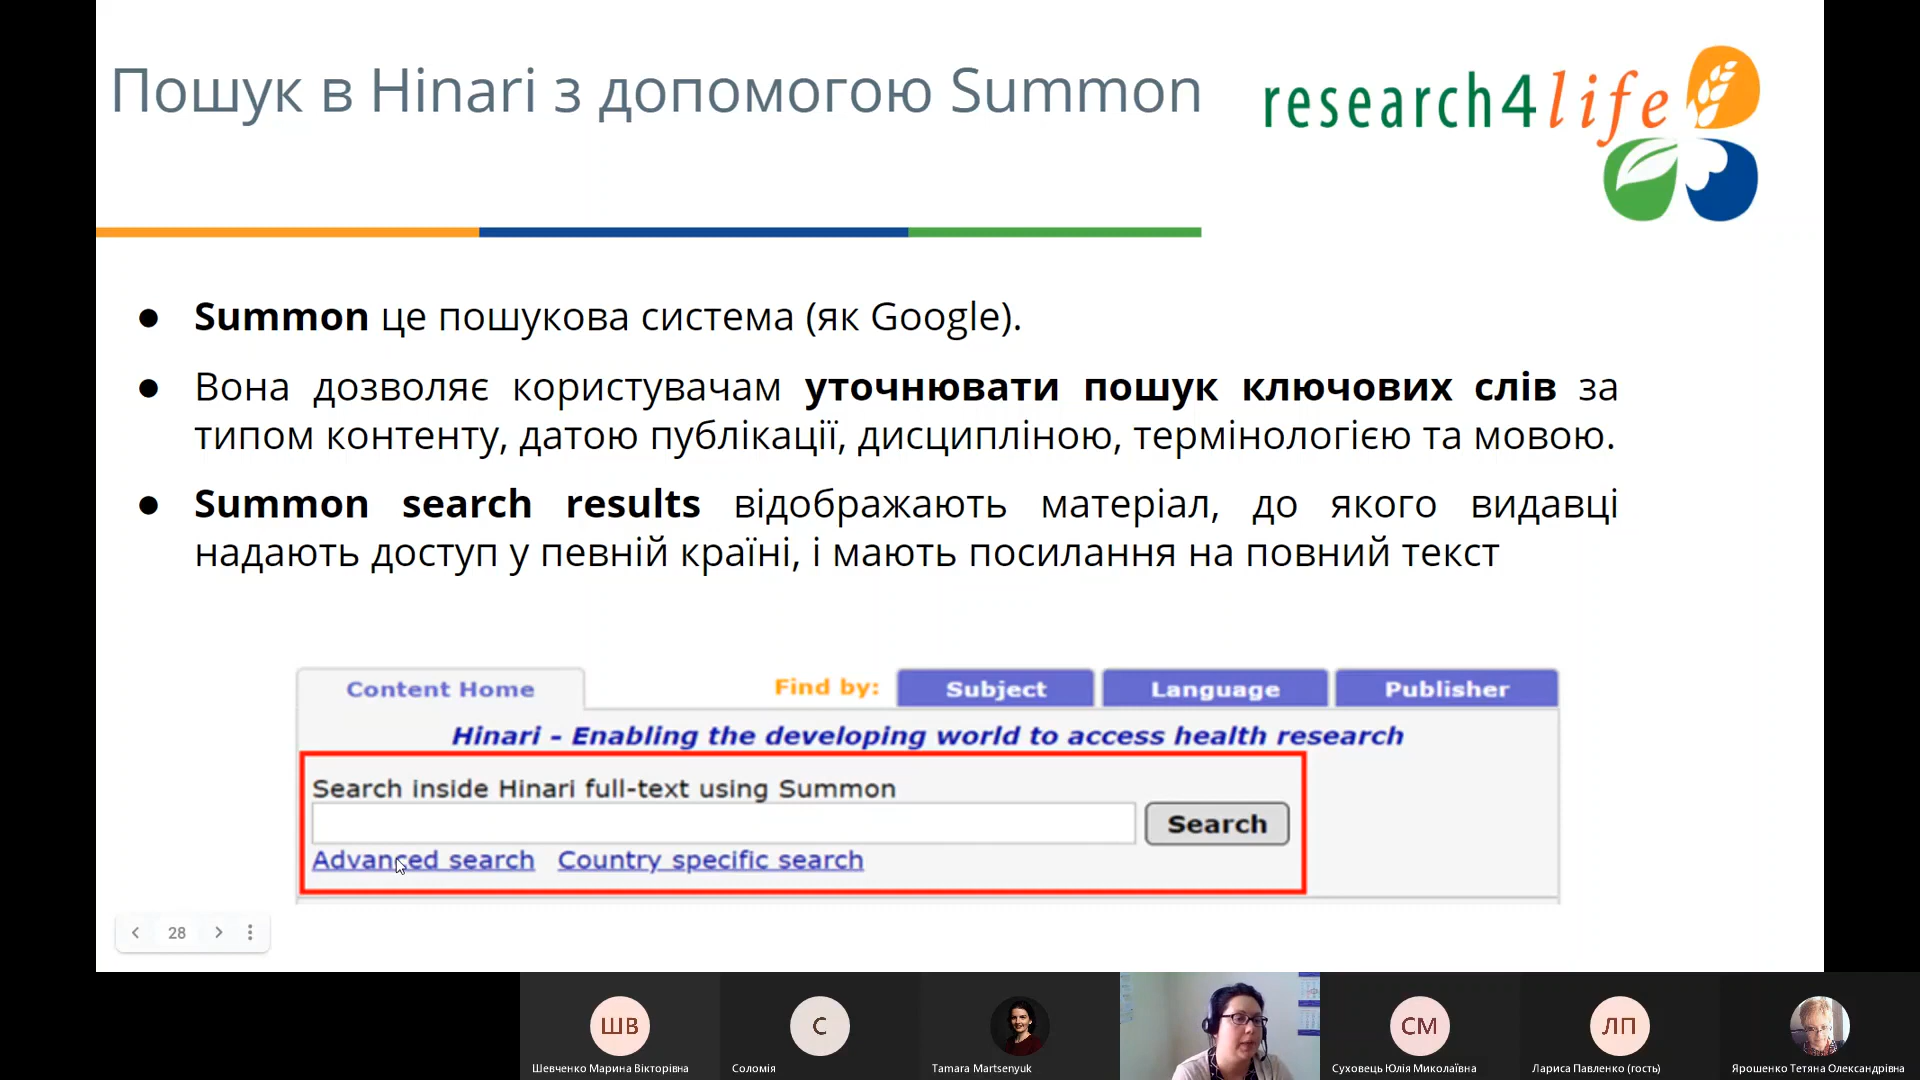 Пошук в Hinari з допомогою Summon
research4life
● Summon це пошукова система (як Google).
● Вона дозволяє користувачам уточнювати пошук ключових слів за
типом контенту, датою публікації, дисципліною, термінологією та мовою.
● Summon search results відображають матеріал, до якого видавці
надають доступ у певній країні, і мають посилання на повний текст
Content Home
Find by:
Subject
Language
Publisher
Hinari – Enabling the developing world to access health research
Search inside Hinari full-text using Summon
Search
Advanced search
Country specific search
28
ШВ
Шевченко Марина Вікторівна
С
Соломія
Tamara Martsenyuk
СМ
Суховець Юлія Миколаївна
ЛП
Лариса Павленко (гость)
Ярошенко Тетяна Олександрівна